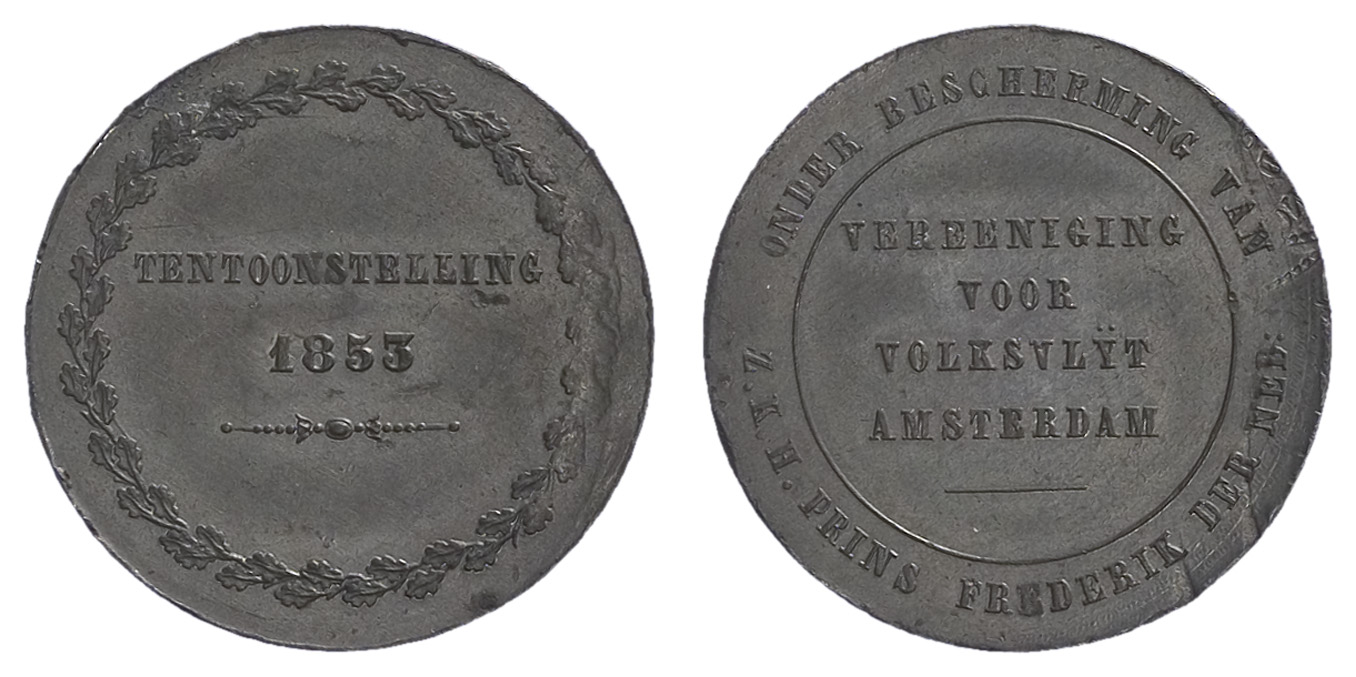 TENTOONSTELLING
1853
ONDER BESCHERMING VAN Z.K.H. PRINS FREDERIK DER NED:
VEREENIGING
VOOR
VOLKSVLŸT
AMSTERDAM